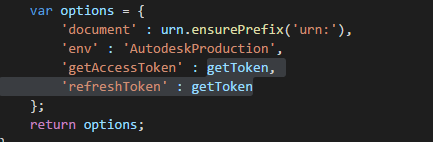 var options = {
'document' : urn.ensurePrefix('urn:'),
'env' : 'AutodeskProduction',
'getAccessToken' : getToken,
'refreshToken' : getToken
};
return options;